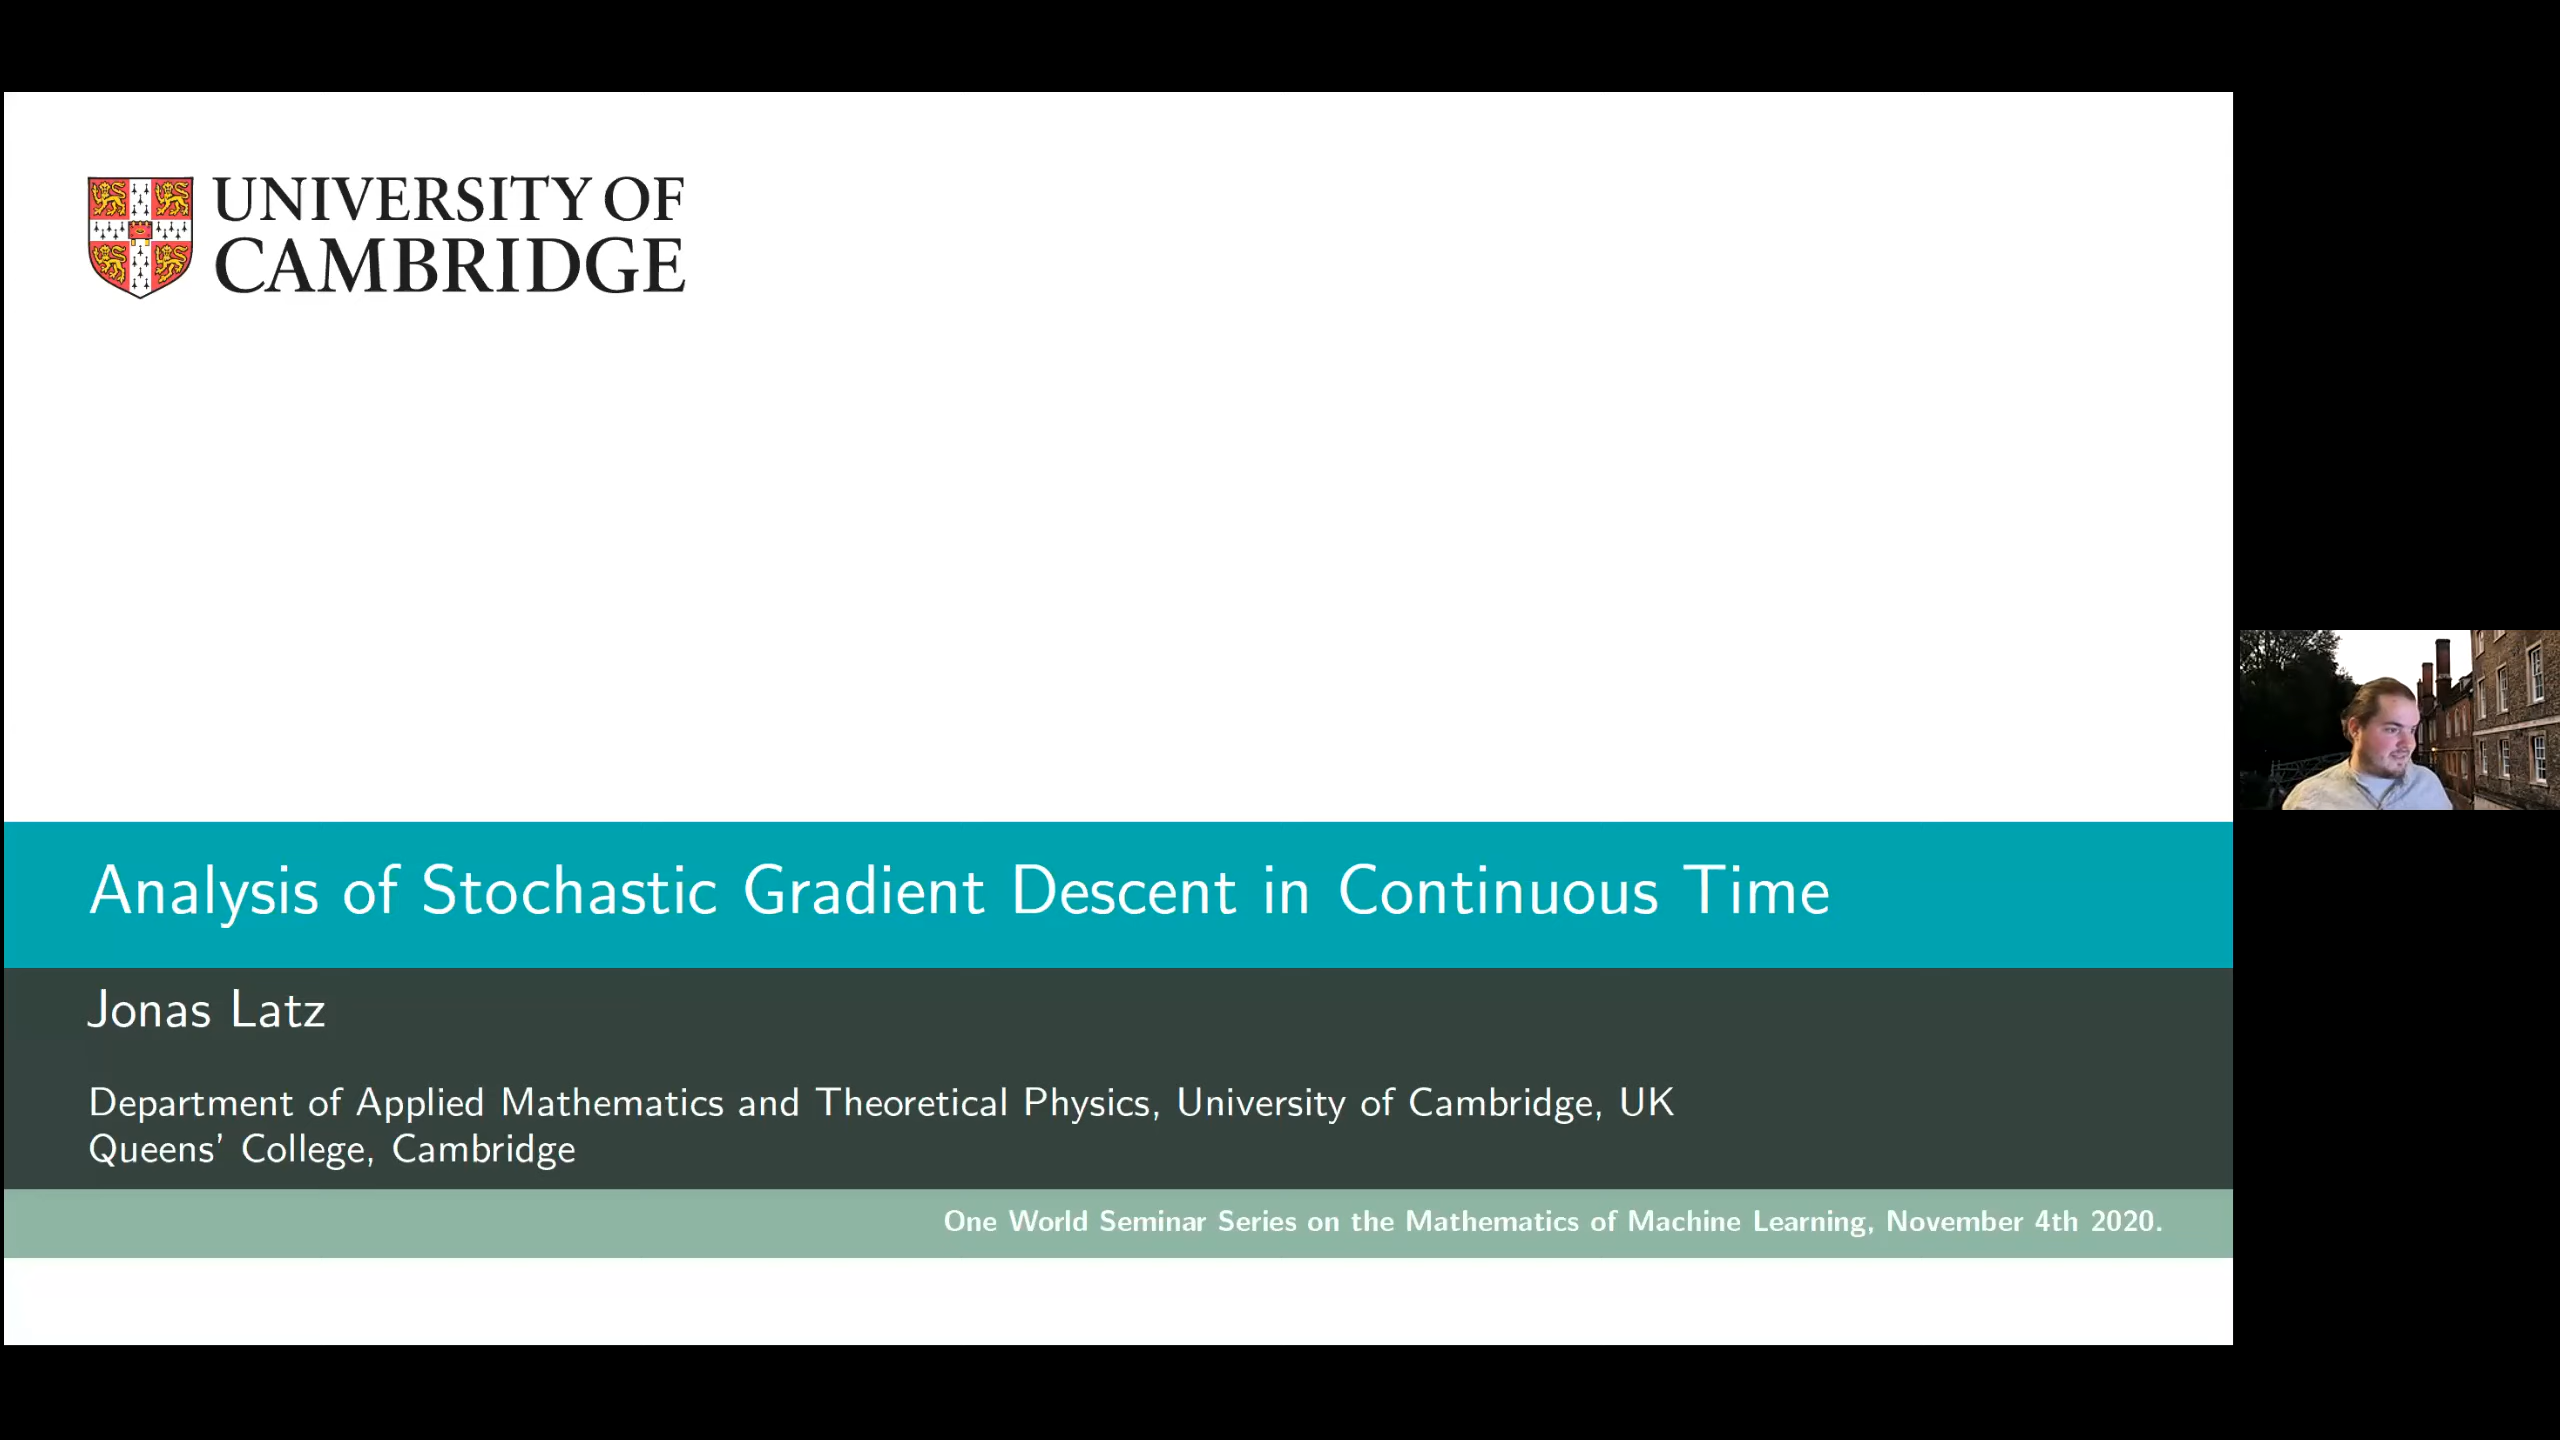 UNIVERSITY OF
CAMBRIDGE
Analysis of Stochastic Gradient Descent in Continuous Time
Jonas Latz
Department of Applied Mathematics and Theoretical Physics, University of Cambridge, UK
Queens' College, Cambridge
One World Seminar Series on the Mathematics of Machine Learning, November 4th 2020.